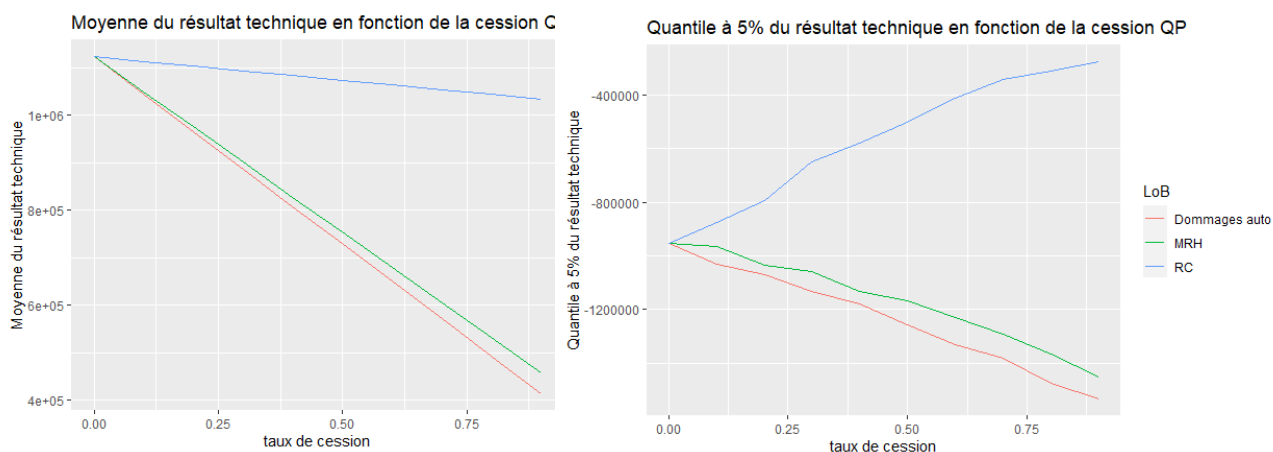 Moyenne du résultat technique en fonction de la cession Q
Moyenne du résultat technique
1e+06
8e+05
6e+05
4e+05
0.00
0.25
0.50
0.75
taux de cession
Quantile à 5% du résultat technique en fonction de la cession QP
Quantile à 5% du résultat technique
-400000
-800000
-1200000
0.00
0.25
0.50
0.75
taux de cession
LoB
Dommages auto
MRH
RC